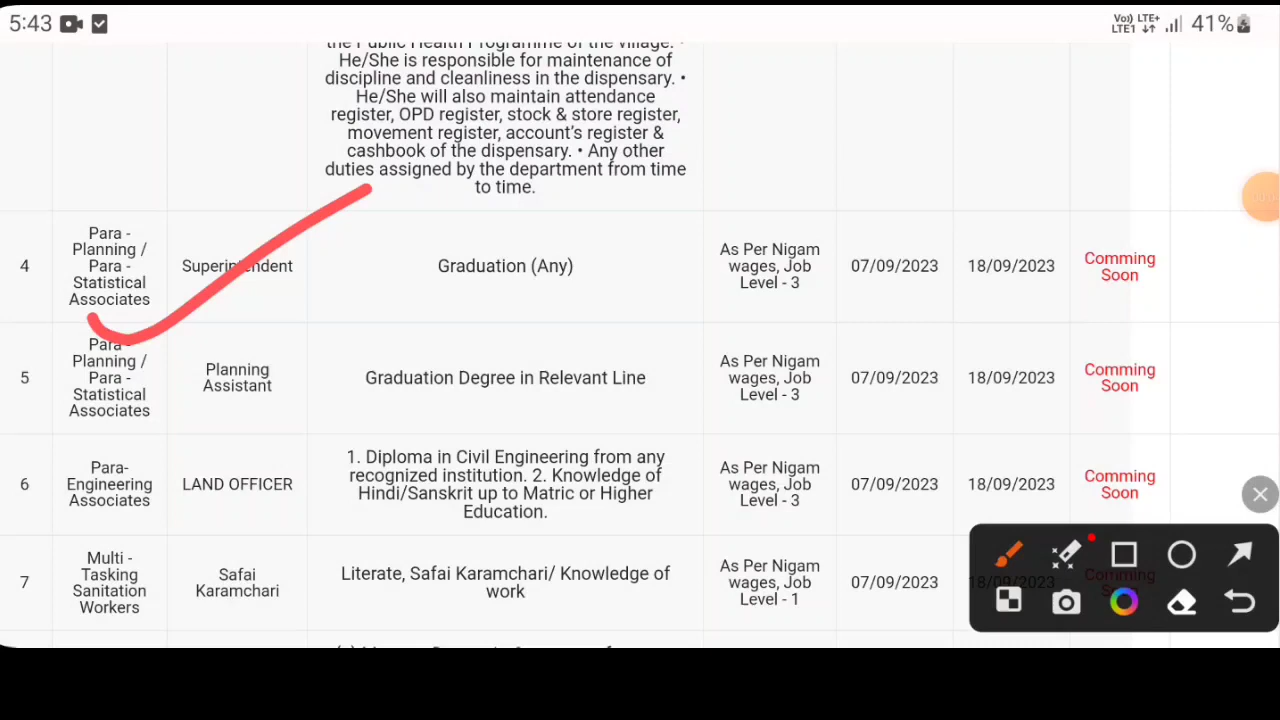 5:43
Vo)) LTE+
LTE1
41%
the Public Health Programme of the village. •
He/She is responsible for maintenance of
discipline and cleanliness in the dispensary. •
He/She will also maintain attendance
register, OPD register, stock & store register,
movement register, account's register &
cashbook of the dispensary. • Any other
duties assigned by the department from time
to time.
4
Para -
Planning /
Para -
Statistical
Associates
Superintendent
Graduation (Any)
As Per Nigam
wages, Job
Level - 3
07/09/2023
18/09/2023
Comming
Soon
5
Para -
Planning /
Para -
Statistical
Associates
Planning
Assistant
Graduation Degree in Relevant Line
As Per Nigam
wages, Job
Level - 3
07/09/2023
18/09/2023
Comming
Soon
6
Para-
Engineering
Associates
LAND OFFICER
1. Diploma in Civil Engineering from any
recognized institution. 2. Knowledge of
Hindi/Sanskrit up to Matric or Higher
Education.
As Per Nigam
wages, Job
Level - 3
07/09/2023
18/09/2023
Comming
Soon
7
Multi -
Tasking
Sanitation
Workers
Safai
Karamchari
Literate, Safai Karamchari/ Knowledge of
work
As Per Nigam
wages, Job
Level - 1
07/09/2023
18/09/2023
Comming